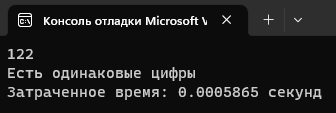 Консоль отладки Microsoft V
122
Есть одинаковые цифры
Затраченное время: 0.0005865 секунд